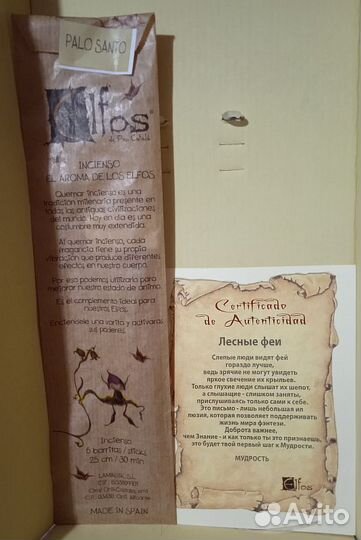 PALO SANTO
Elfos
INCIENSO
EL AROMA DE LOS ELFOS
Quemar incienso es una
tradición milenaria presente en
todas las antiguas civilizaciones
del mundo. Hoy en día es una
costumbre muy extendida.
Al quemar incienso, cada
fragancia tiene su propia
vibración que produce diferentes
efectos, en nuestro cuerpo.
Por eso podemos utilizarla para
mejorar nuestro estado de ánimo.
Es el complemento ideal para
nuestros Elfos.
Enciéndele una varita y activarás
sus poderes.
Incienso
6 barritas / sticks
25 cm / 30 min
MADE IN SPAIN
Certificado
de Autenticidad
Лесные феи
Слепые люди видят фей
гораздо лучше,
ведь зрячие не могут увидеть
яркое свечение их крыльев.
Только глухие люди слышат их шепот,
а слышащие - слишком заняты,
прислушиваясь только сами к себе.
Это письмо - лишь небольшая ил
люзия, которая позволяет поддерживать
жизнь мира фэнтези.
Доброта важнее,
чем Знание - и как только ты это признаешь,
это будет твой первый шаг к Мудрости.
МУДРОСТЬ
Elfos
Avito